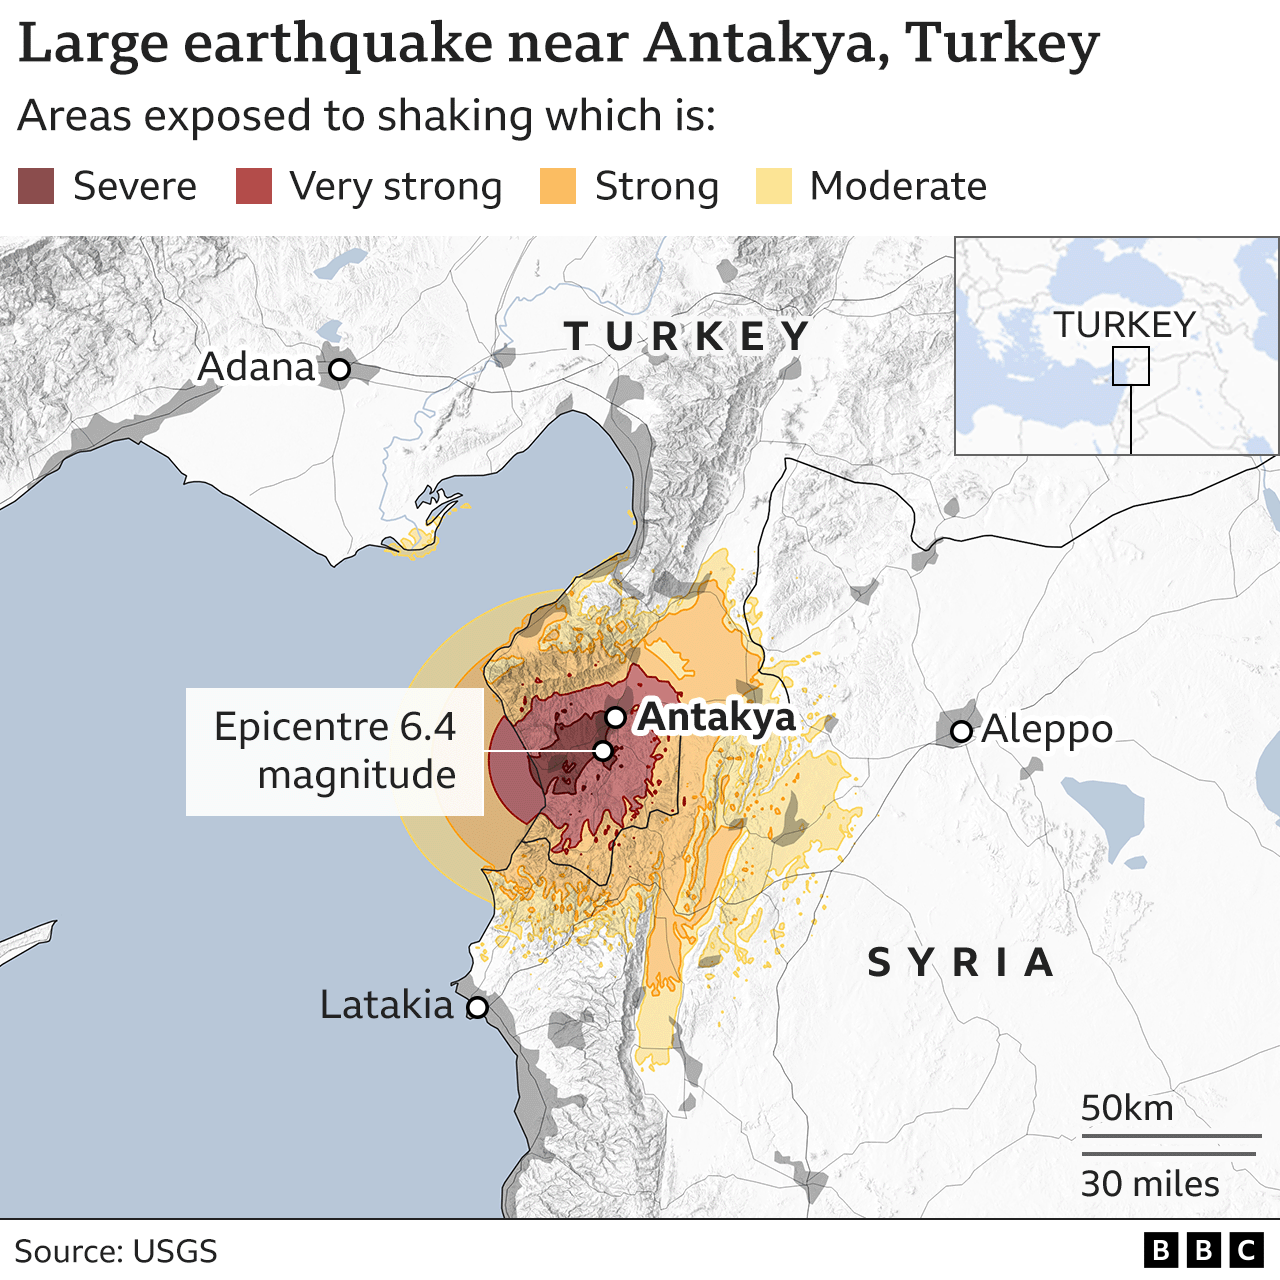 Large earthquake near Antakya, Turkey
Areas exposed to shaking which is:
Severe
Very strong
Strong
Moderate
TURKEY
TURKEY
Adana
Antakya
Epicentre 6.4
magnitude
Aleppo
SYRIA
Latakia
50km
30 miles
Source: USGS
BBC